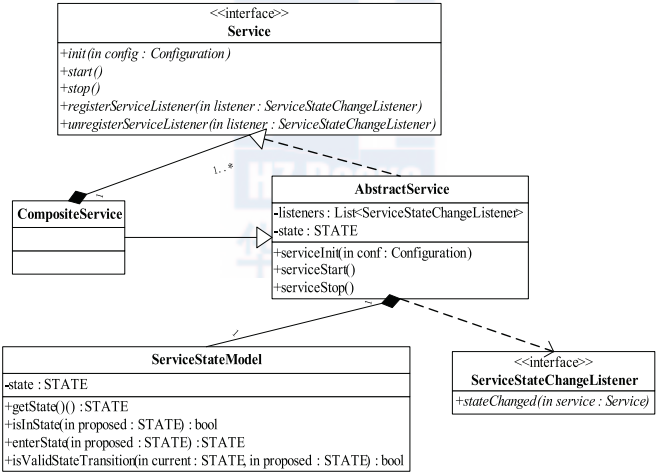 <<interface>>
Service
+init(in config : Configuration)
+start()
+stop()
+registerServiceListener(in listener : ServiceStateChangeListener)
+unregisterServiceListener(in listener : ServiceStateChangeListener)
1..*
1
CompositeService
AbstractService
-listeners : List<ServiceStateChangeListener>
-state : STATE
+serviceInit(in conf : Configuration)
+serviceStart()
+serviceStop()
1
1
ServiceStateModel
-state : STATE
+getState()() : STATE
+isInState(in proposed : STATE) : bool
+enterState(in proposed : STATE) : STATE
+isValidStateTransition(in current : STATE, in proposed : STATE) : bool
<<interface>>
ServiceStateChangeListener
+stateChanged(in service : Service)